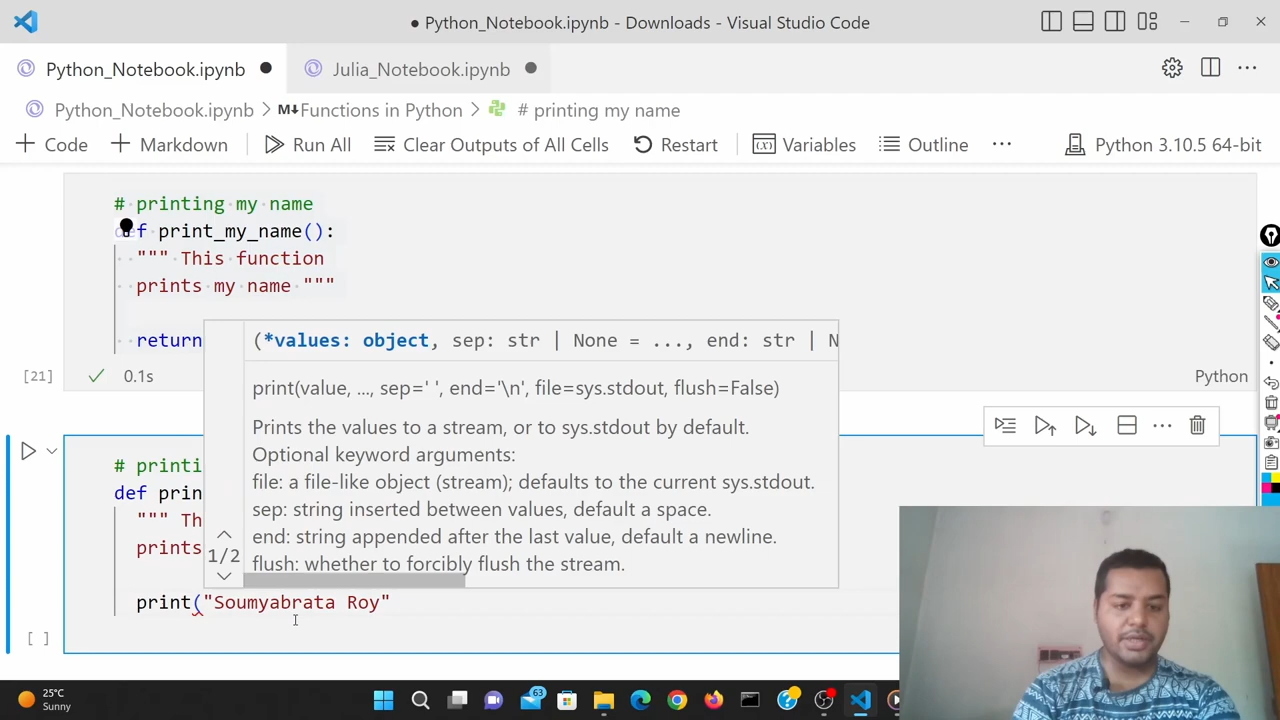 ● Python_Notebook.ipynb - Downloads - Visual Studio Code
Python_Notebook.ipynb ● Julia_Notebook.ipynb ●
Python_Notebook.ipynb > M↓Functions in Python > # printing my name
+ Code + Markdown Run All Clear Outputs of All Cells Restart (x) Variables Outline ... Python 3.10.5 64-bit
# printing my name
def print_my_name():
""" This function
prints my name """
return
(*values: object, sep: str | None = ..., end: str | N
[21] ✓ 0.1s Python
print(value, ..., sep=' ', end='\n', file=sys.stdout, flush=False)
Prints the values to a stream, or to sys.stdout by default.
Optional keyword arguments:
file: a file-like object (stream); defaults to the current sys.stdout.
sep: string inserted between values, default a space.
end: string appended after the last value, default a newline.
flush: whether to forcibly flush the stream.
1/2
# printi
def prin
""" Th
prints
print("Soumyabrata Roy"
[ ]
25°C
Sunny
63